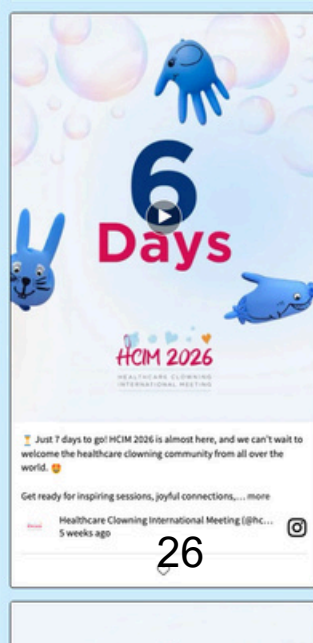 6
Days
HCIM 2026
HEALTHCARE CLOWNING
INTERNATIONAL MEETING
⏳ Just 7 days to go! HCIM 2026 is almost here, and we can't wait to
welcome the healthcare clowning community from all over the
world. 🤩
Get ready for inspiring sessions, joyful connections,... more
Healthcare Clowning International Meeting (@hc...
5 weeks ago
26